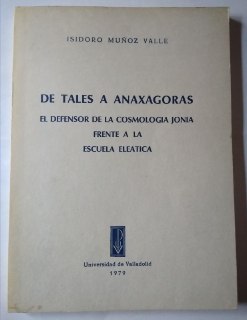 ISIDORO MUÑOZ VALLE
DE TALES A ANAXAGORAS
EL DEFENSOR DE LA COSMOLOGIA JONIA
FRENTE A LA
ESCUELA ELEATICA
Universidad de Valladolid
1979